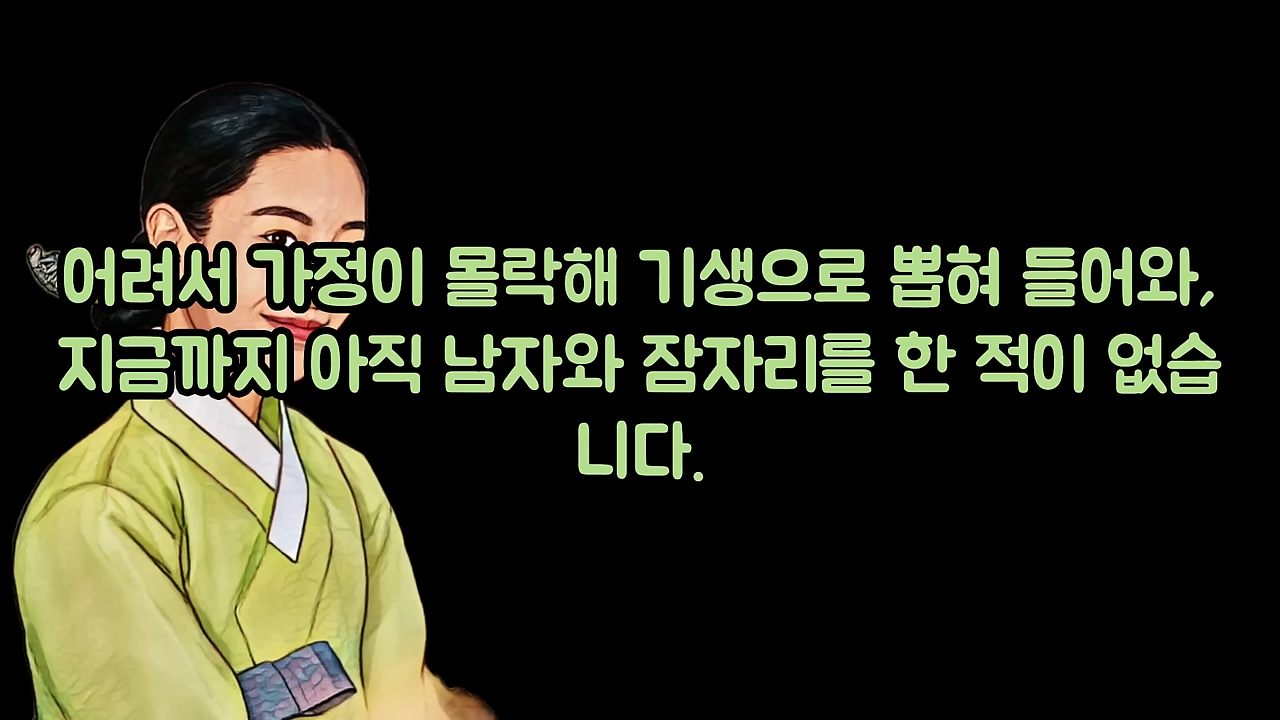 어려서 가정이 몰락해 기생으로 뽑혀 들어와,
지금까지 아직 남자와 잠자리를 한 적이 없습
니다.